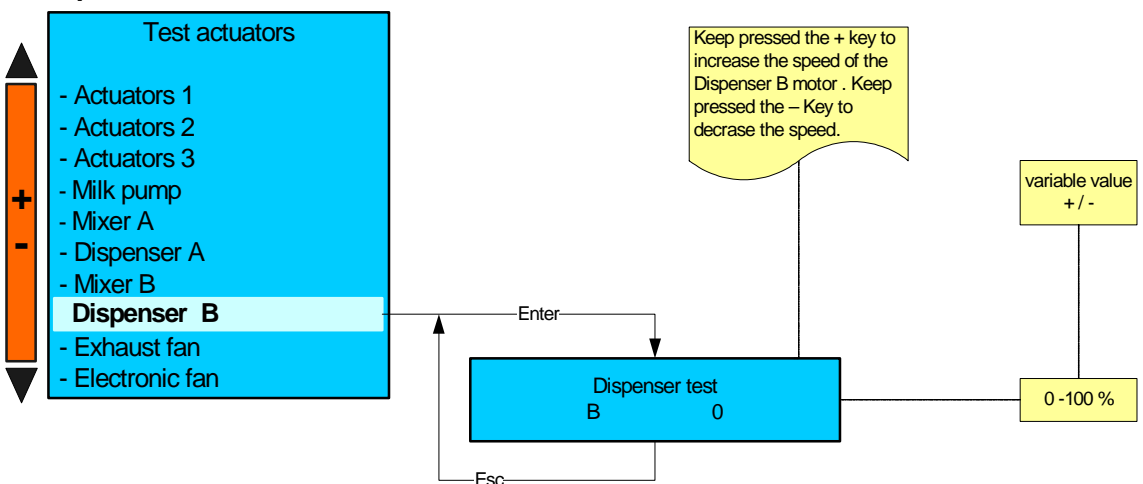 Test actuators
- Actuators 1
- Actuators 2
- Actuators 3
- Milk pump
- Mixer A
- Dispenser A
- Mixer B
Dispenser B
- Exhaust fan
- Electronic fan
+
-
Keep pressed the + key to
increase the speed of the
Dispenser B motor . Keep
pressed the – Key to
decrase the speed.
variable value
+ / -
Enter
Dispenser test
B 0
0 -100 %
Esc